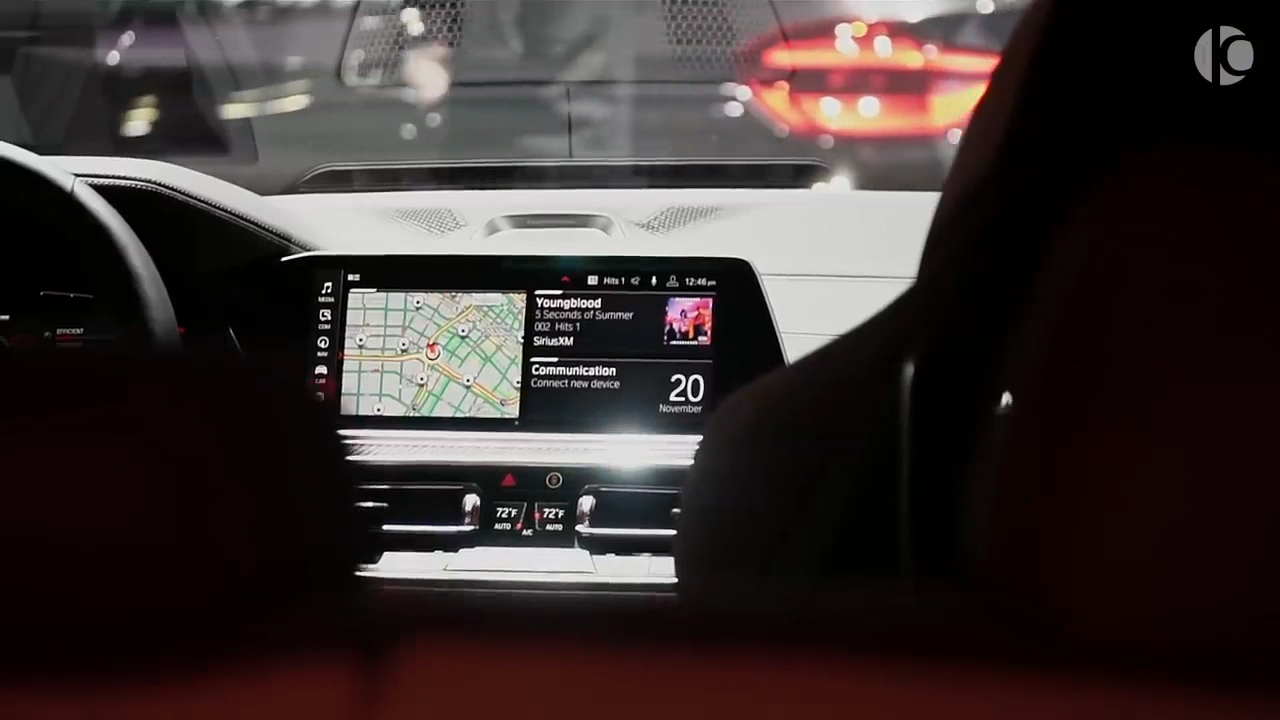 Hits 1
12:46 pm
MEDIA
COM
NAV
CAR
Youngblood
5 Seconds of Summer
002 Hits 1
SiriusXM
Communication
Connect new device
20
November
EFFICIENT
72°F
AUTO
A/C
72°F
AUTO